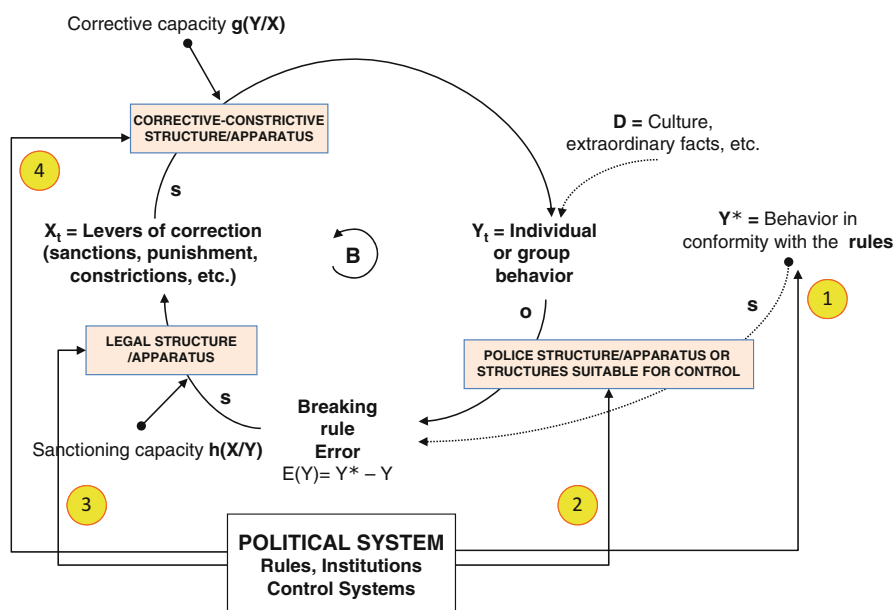 Corrective capacity g(Y/X)
CORRECTIVE-CONSTRICTIVE
STRUCTURE/APPARATUS
D = Culture,
extraordinary facts, etc.
4
s
X_t = Levers of correction
(sanctions, punishment,
constrictions, etc.)
B
Y_t = Individual
or group
behavior
Y* = Behavior in
conformity with the rules
1
s
o
LEGAL STRUCTURE
/APPARATUS
POLICE STRUCTURE/APPARATUS OR
STRUCTURES SUITABLE FOR CONTROL
s
Breaking
rule
Error
E(Y)= Y* – Y
Sanctioning capacity h(X/Y)
3
2
POLITICAL SYSTEM
Rules, Institutions
Control Systems